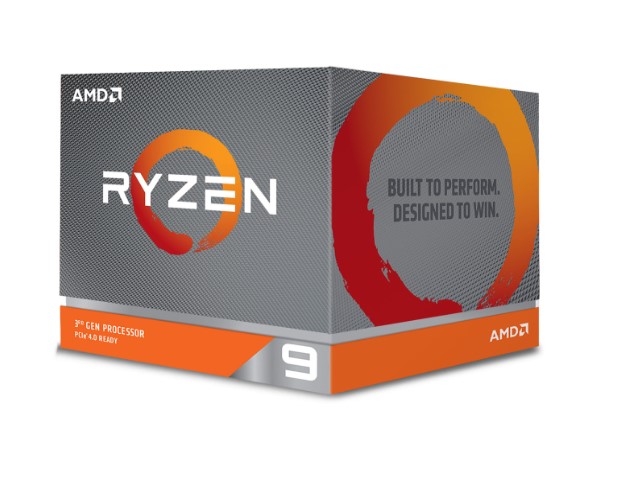 AMD
RYZEN
3RD GEN PROCESSOR
PCIe® 4.0 READY
9
BUILT TO PERFORM.
DESIGNED TO WIN.
AMD